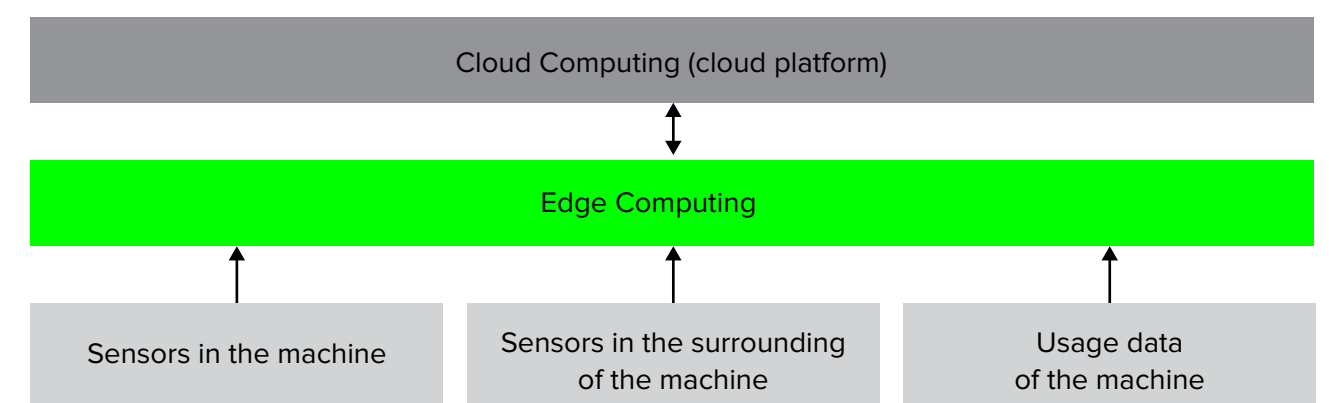 Cloud Computing (cloud platform)
Edge Computing
Sensors in the machine
Sensors in the surrounding
of the machine
Usage data
of the machine